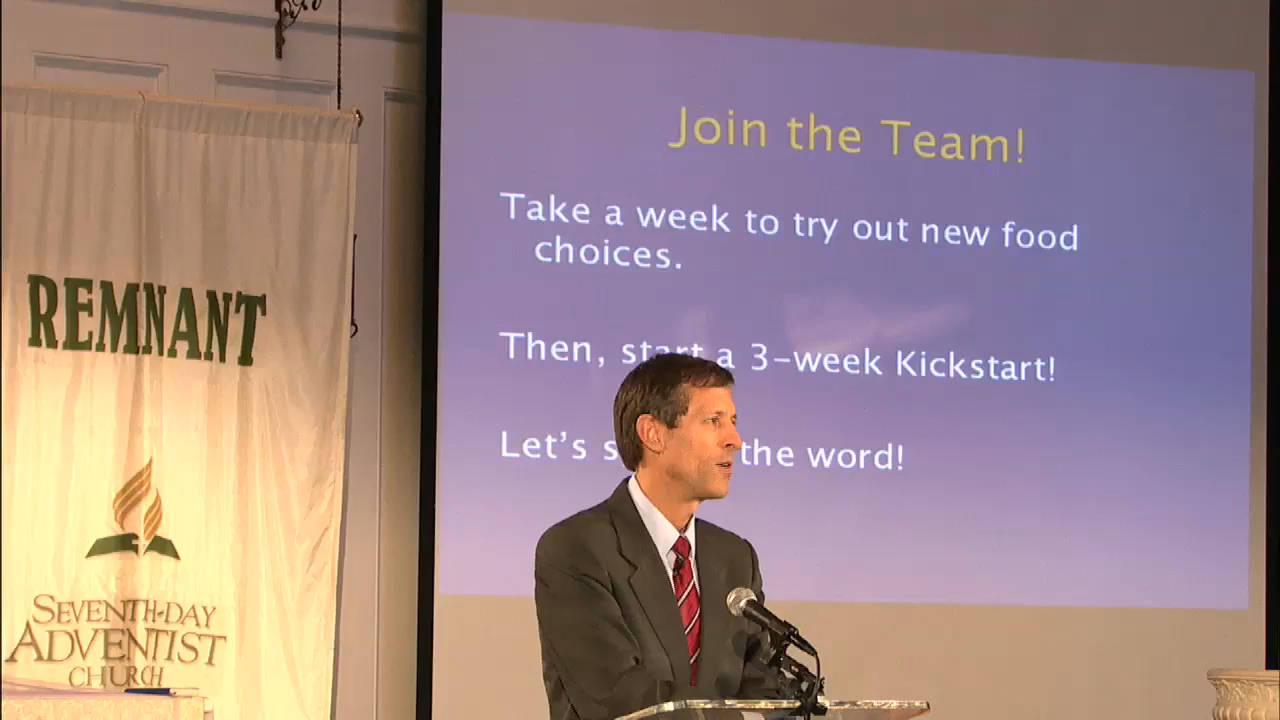 REMNANT
SEVENTH-DAY
ADVENTIST
CHURCH
Join the Team!
Take a week to try out new food
choices.
Then, start a 3-week Kickstart!
Let's the word!